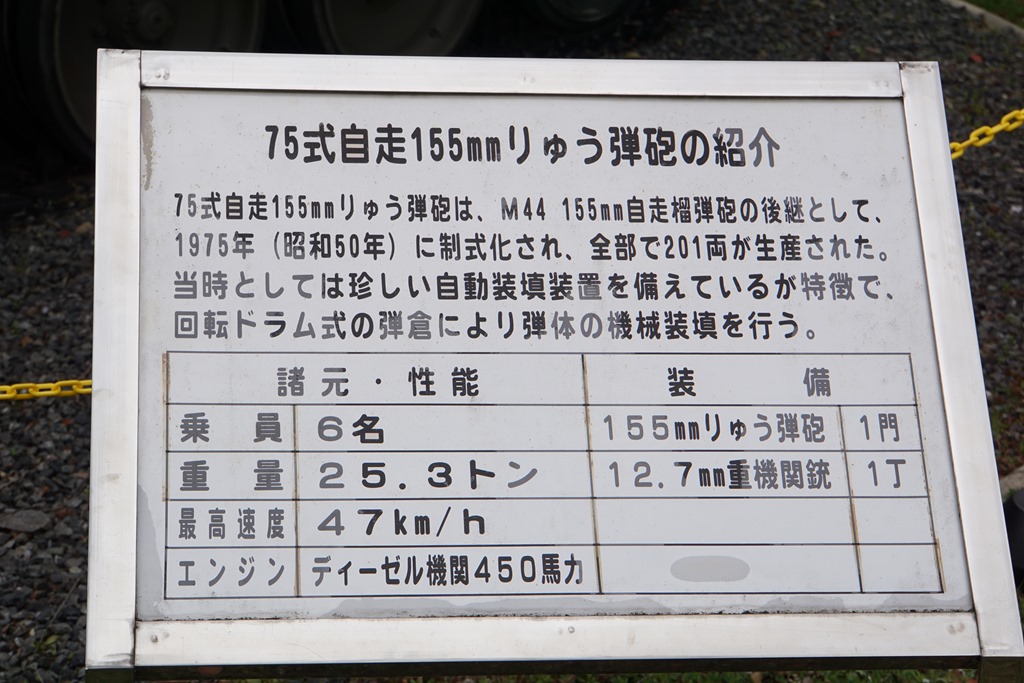 75式自走155mmりゅう弾砲の紹介
75式自走155mmりゅう弾砲は、M44 155mm自走榴弾砲の後継として、
1975年（昭和50年）に制式化され、全部で201両が生産された。
当時としては珍しい自動装填装置を備えているが特徴で、
回転ドラム式の弾倉により弾体の機械装填を行う。
諸元・性能 装備
乗員 6名 155mmりゅう弾砲 1門
重量 25.3トン 12.7mm重機関銃 1丁
最高速度 47km/h
エンジン ディーゼル機関450馬力